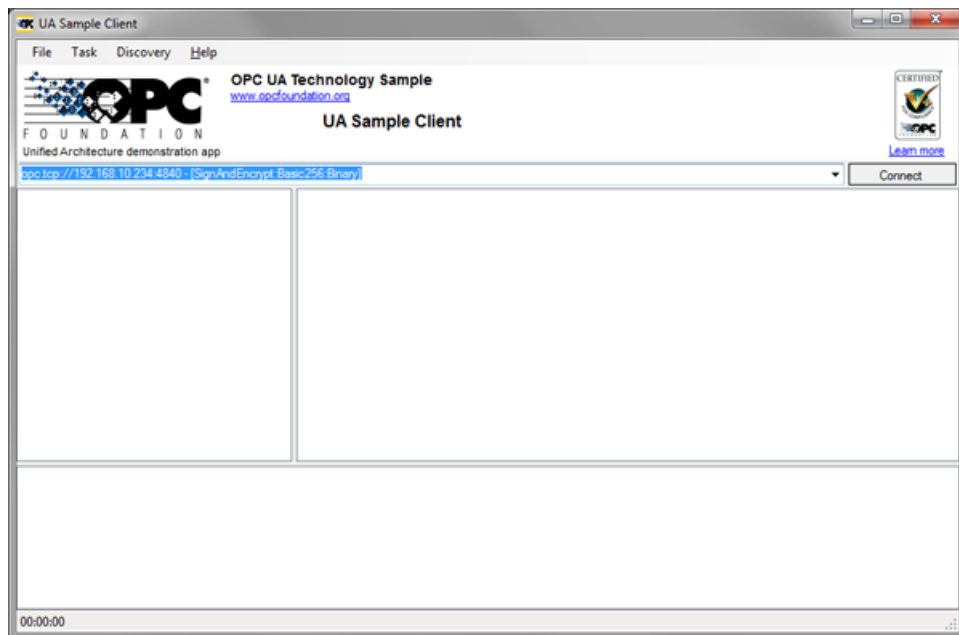 UA Sample Client
File Task Discovery Help
OPC
FOUNDATION
Unified Architecture demonstration app
OPC UA Technology Sample
www.opcfoundation.org
UA Sample Client
CERTIFIED
OPC
Learn more
opc.tcp://192.168.10.234:4840 - [SignAndEncrypt:Basic256:Binary]
Connect
00:00:00